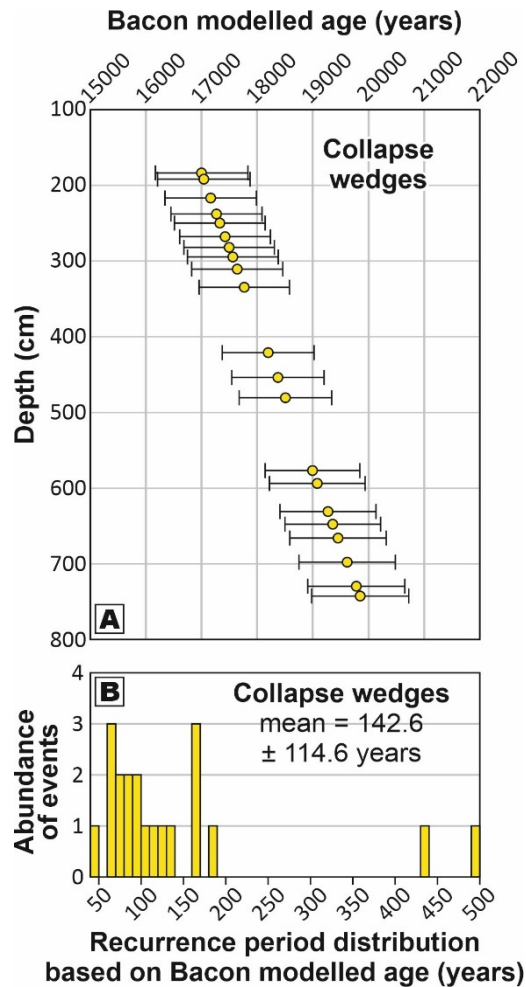 Bacon modelled age (years)
15000 16000 17000 18000 19000 20000 21000 22000
100
Collapse
wedges
200
300
400
Depth (cm)
500
600
700
A
800
4
B
Collapse wedges
mean = 142.6
± 114.6 years
3
2
1
0
Abundance
of events
50 100 150 200 250 300 350 400 450 500
Recurrence period distribution
based on Bacon modelled age (years)